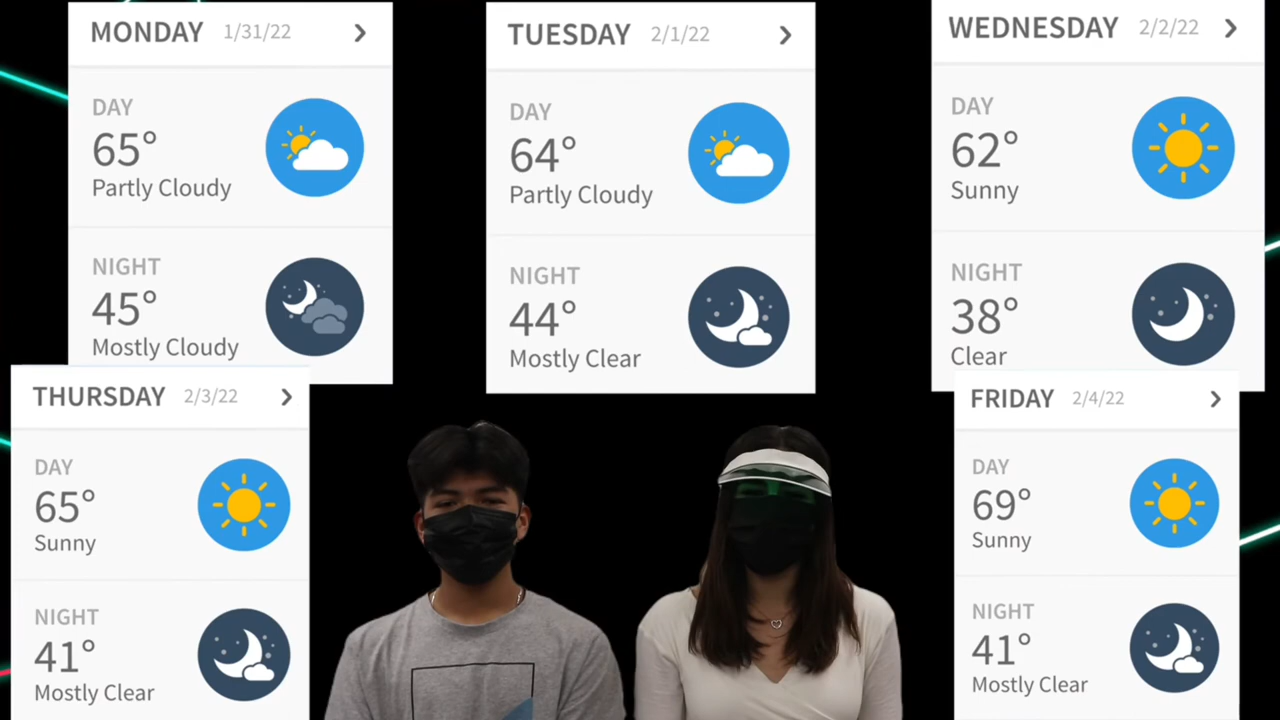 MONDAY 1/31/22
DAY
65°
Partly Cloudy
NIGHT
45°
Mostly Cloudy
TUESDAY 2/1/22
DAY
64°
Partly Cloudy
NIGHT
44°
Mostly Clear
WEDNESDAY 2/2/22
DAY
62°
Sunny
NIGHT
38°
Clear
THURSDAY 2/3/22
DAY
65°
Sunny
NIGHT
41°
Mostly Clear
FRIDAY 2/4/22
DAY
69°
Sunny
NIGHT
41°
Mostly Clear